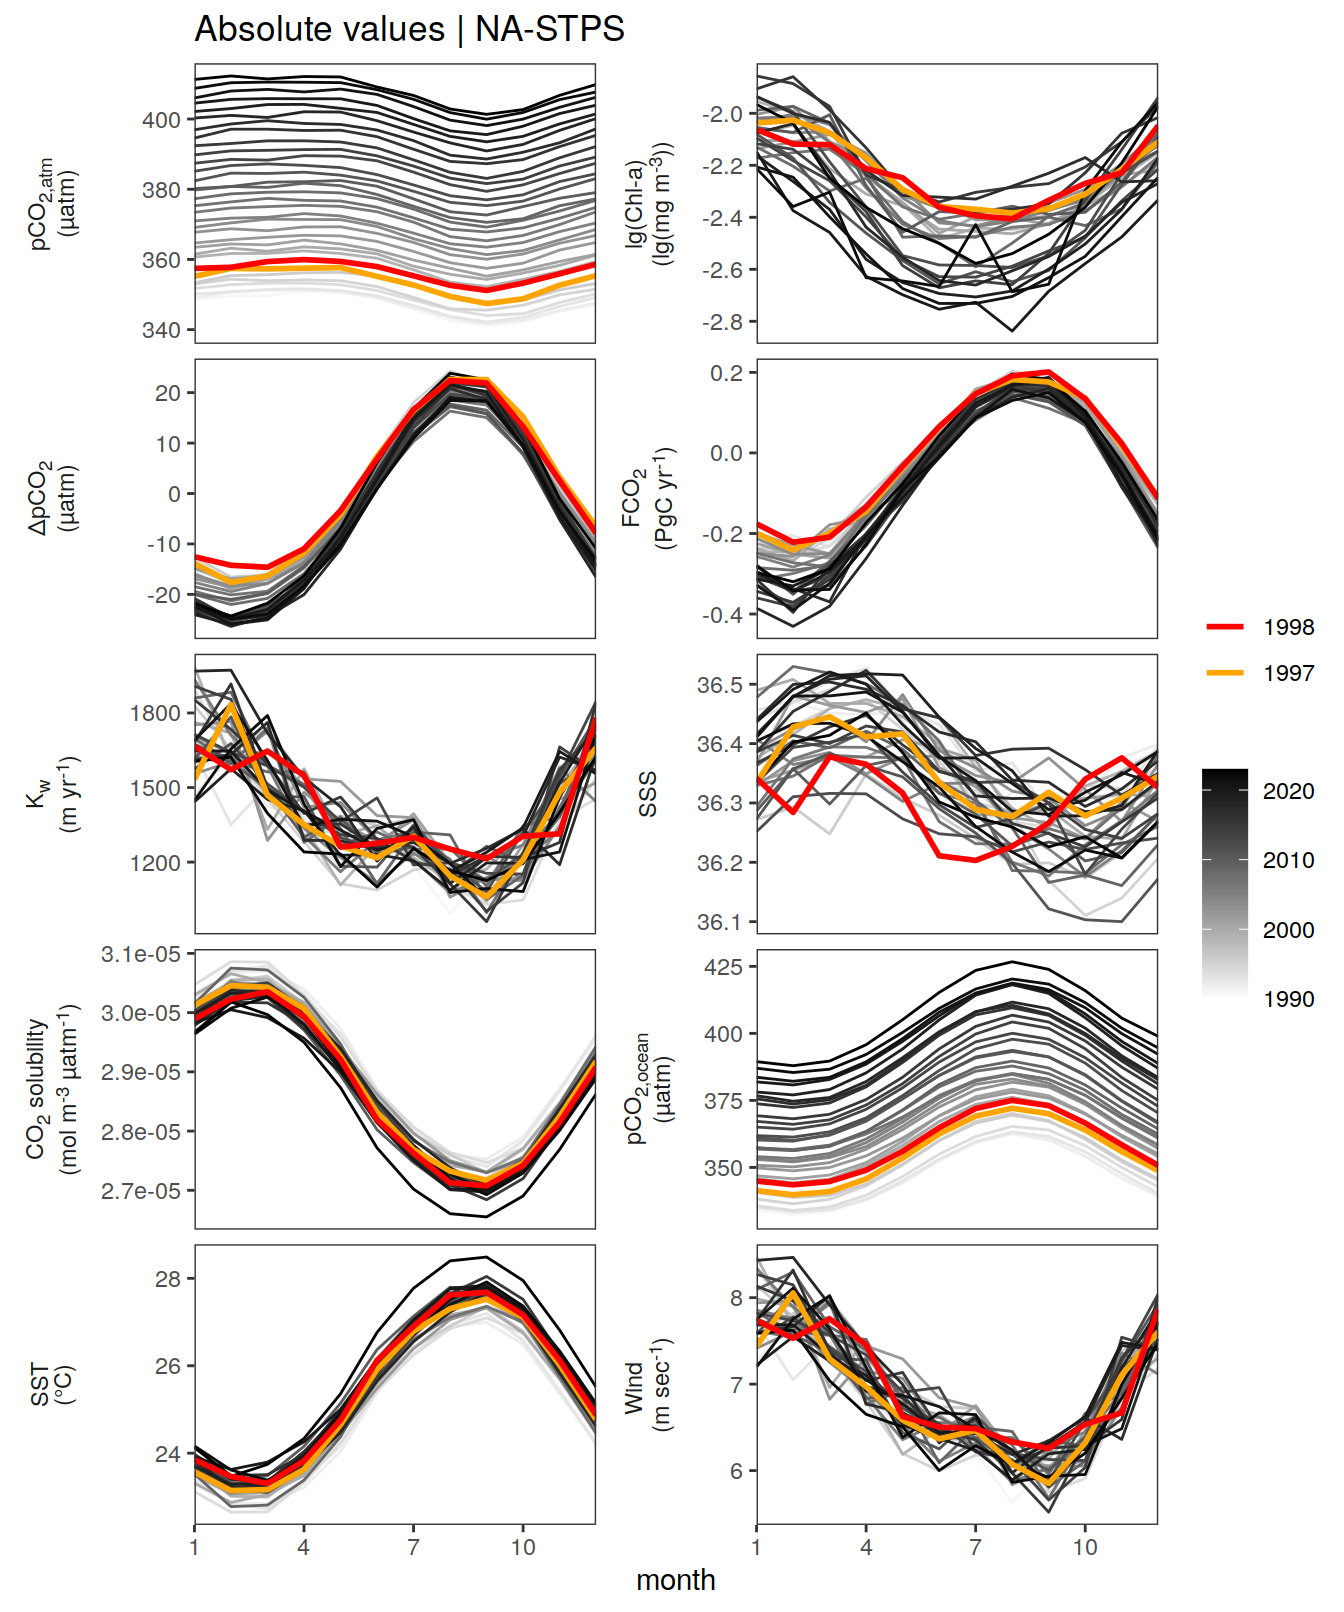 Absolute values | NA-STPS
pCO2,atm
(µatm)
400
380
360
340
lg(Chl-a)
(lg(mg m-3))
-2.0
-2.2
-2.4
-2.6
-2.8
ΔpCO2
(µatm)
20
10
0
-10
-20
FCO2
(PgC yr-1)
0.2
0.0
-0.2
-0.4
Kw
(m yr-1)
1800
1500
1200
SSS
36.5
36.4
36.3
36.2
36.1
CO2 solubility
(mol m-3 µatm-1)
3.1e-05
3.0e-05
2.9e-05
2.8e-05
2.7e-05
pCO2,ocean
(µatm)
425
400
375
350
SST
(°C)
28
26
24
1 4 7 10
Wind
(m sec-1)
8
7
6
1 4 7 10
month
1998
1997
2020
2010
2000
1990